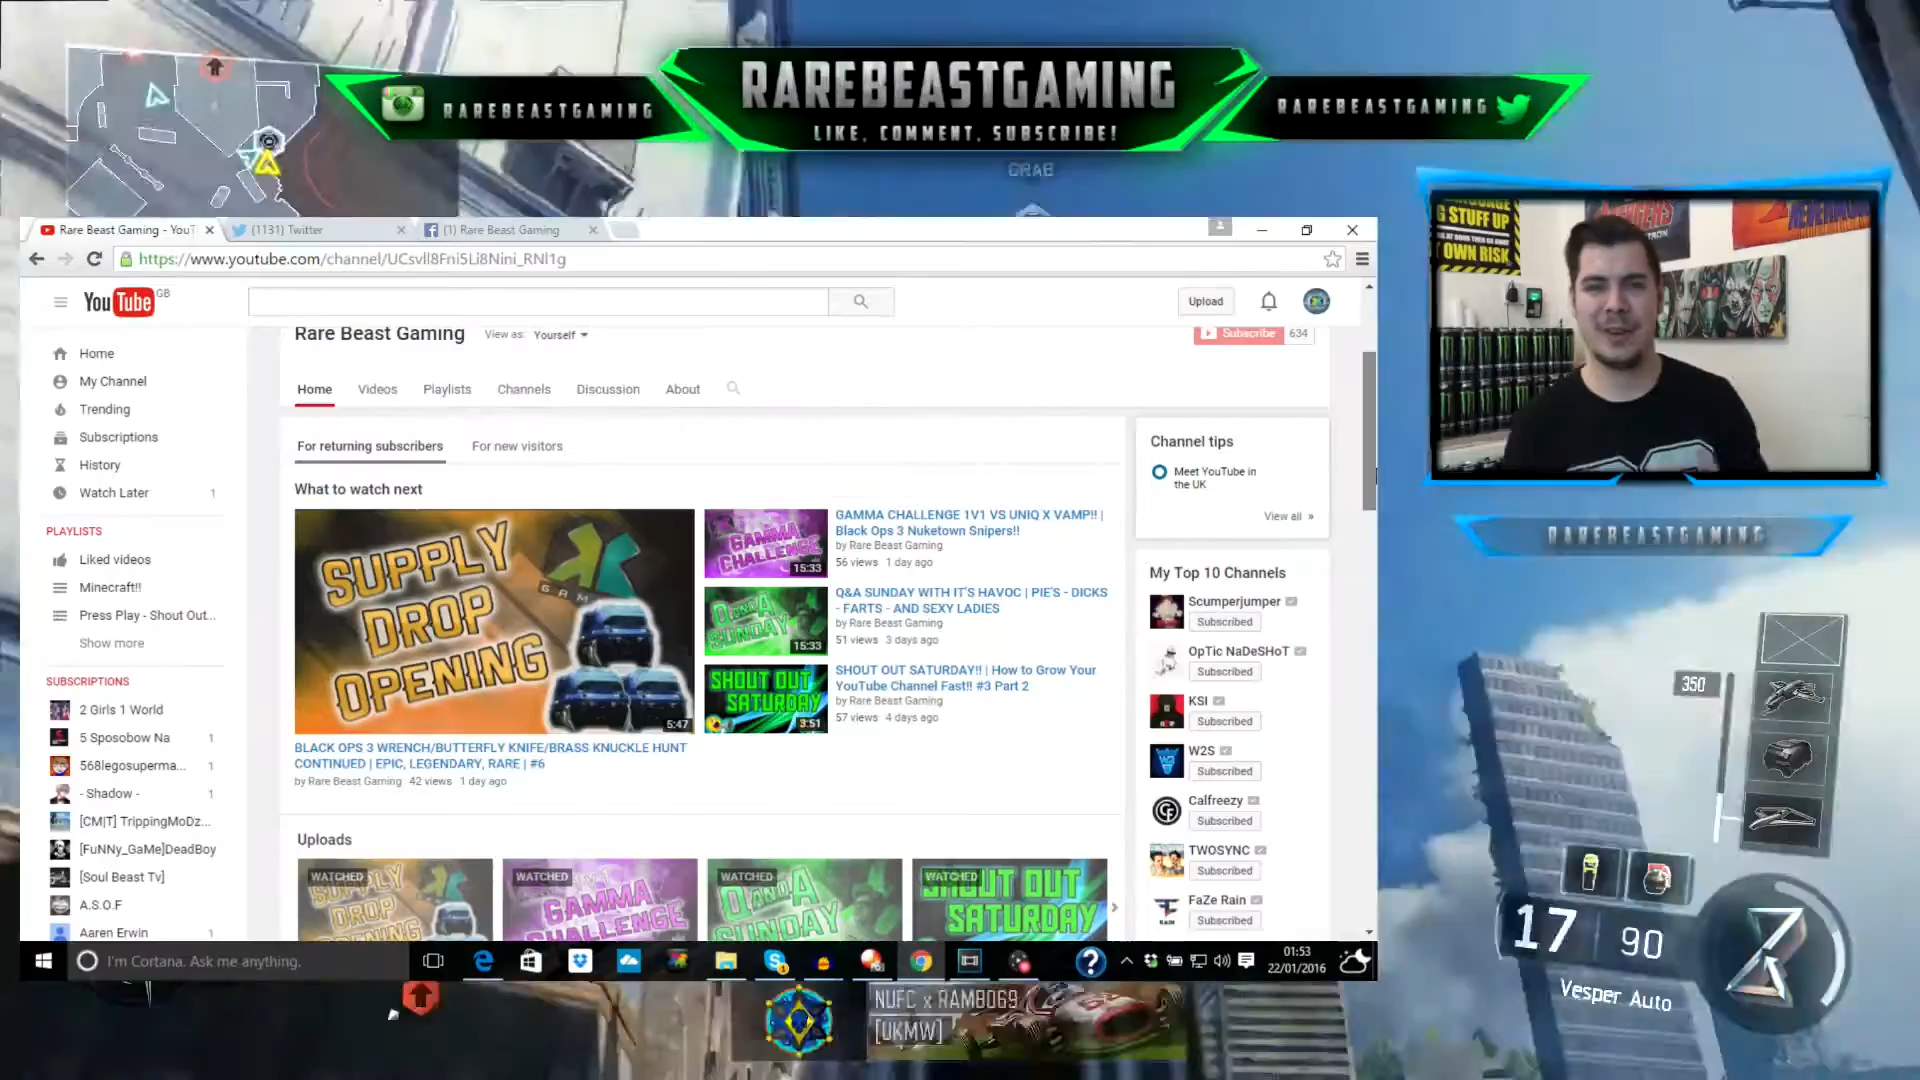 RAREBEASTGAMING
RAREBEASTGAMING
LIKE, COMMENT, SUBSCRIBE!
RAREBEASTGAMING
GRAB
Rare Beast Gaming - YouT
(1131) Twitter
(1) Rare Beast Gaming
https://www.youtube.com/channel/UCsvll8Fni5Li8Nini_RNl1g
YouTube GB
Upload
Rare Beast Gaming
View as: Yourself
Subscribe 634
Home
Videos
Playlists
Channels
Discussion
About
Home
My Channel
Trending
Subscriptions
History
Watch Later 1
PLAYLISTS
Liked videos
Minecraft!!
Press Play - Shout Out...
Show more
SUBSCRIPTIONS
2 Girls 1 World
5 Sposobow Na 1
568legosuperma... 1
- Shadow - 1
[CM|T] TrippingMoDz...
[FuNNy_GaMe]DeadBoy
[Soul Beast Tv]
A.S.O.F
Aaren Erwin 1
For returning subscribers
For new visitors
What to watch next
SUPPLY
DROP
OPENING
GAM
5:47
BLACK OPS 3 WRENCH/BUTTERFLY KNIFE/BRASS KNUCKLE HUNT
CONTINUED | EPIC, LEGENDARY, RARE | #6
by Rare Beast Gaming 42 views 1 day ago
GAMMA
CHALLENGE
15:33
GAMMA CHALLENGE 1V1 VS UNIQ X VAMP!! |
Black Ops 3 Nuketown Snipers!!
by Rare Beast Gaming
56 views 1 day ago
Q AND A
SUNDAY
15:33
Q&A SUNDAY WITH IT'S HAVOC | PIE'S - DICKS
- FARTS - AND SEXY LADIES
by Rare Beast Gaming
51 views 3 days ago
SHOUT OUT
SATURDAY
3:51
SHOUT OUT SATURDAY!! | How to Grow Your
YouTube Channel Fast!! #3 Part 2
by Rare Beast Gaming
57 views 4 days ago
Uploads
WATCHED
SUPPLY
DROP
WATCHED
GAMMA
CHALLENGE
WATCHED
Q AND A
SUNDAY
WATCHED
SHOUT OUT
SATURDAY
Channel tips
Meet YouTube in
the UK
View all »
My Top 10 Channels
Scumperjumper
Subscribed
OpTic NaDeSHoT
Subscribed
KSI
Subscribed
W2S
Subscribed
Calfreezy
Subscribed
TWOSYNC
Subscribed
FaZe Rain
Subscribed
I'm Cortana. Ask me anything.
01:53
22/01/2016
G STUFF UP
OWN RISK
RAREBEASTGAMING
350
17 90
Vesper Auto
NUFC x RAMBO69
[UKMW]